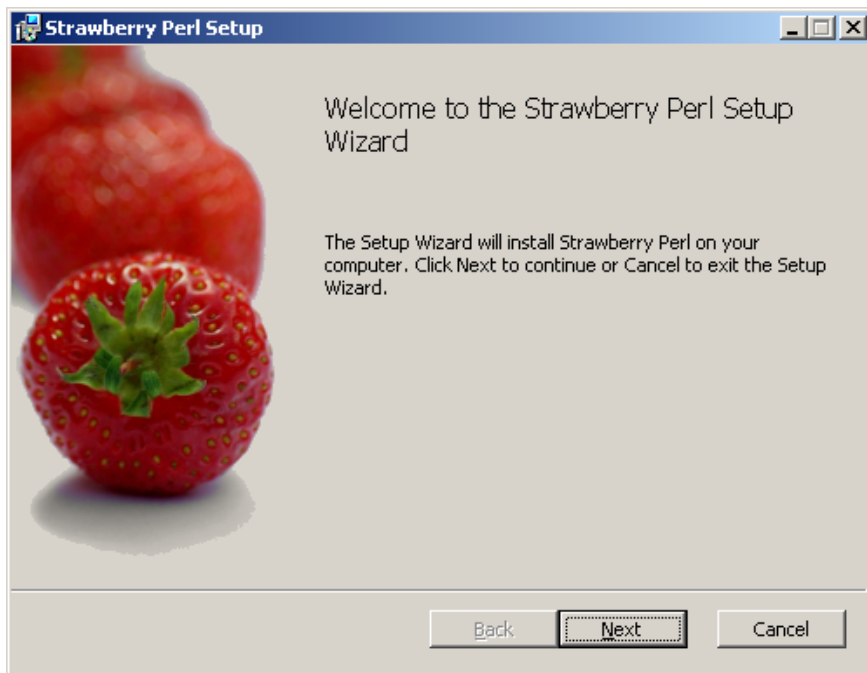 Strawberry Perl Setup
Welcome to the Strawberry Perl Setup
Wizard
The Setup Wizard will install Strawberry Perl on your
computer. Click Next to continue or Cancel to exit the Setup
Wizard.
Back
Next
Cancel